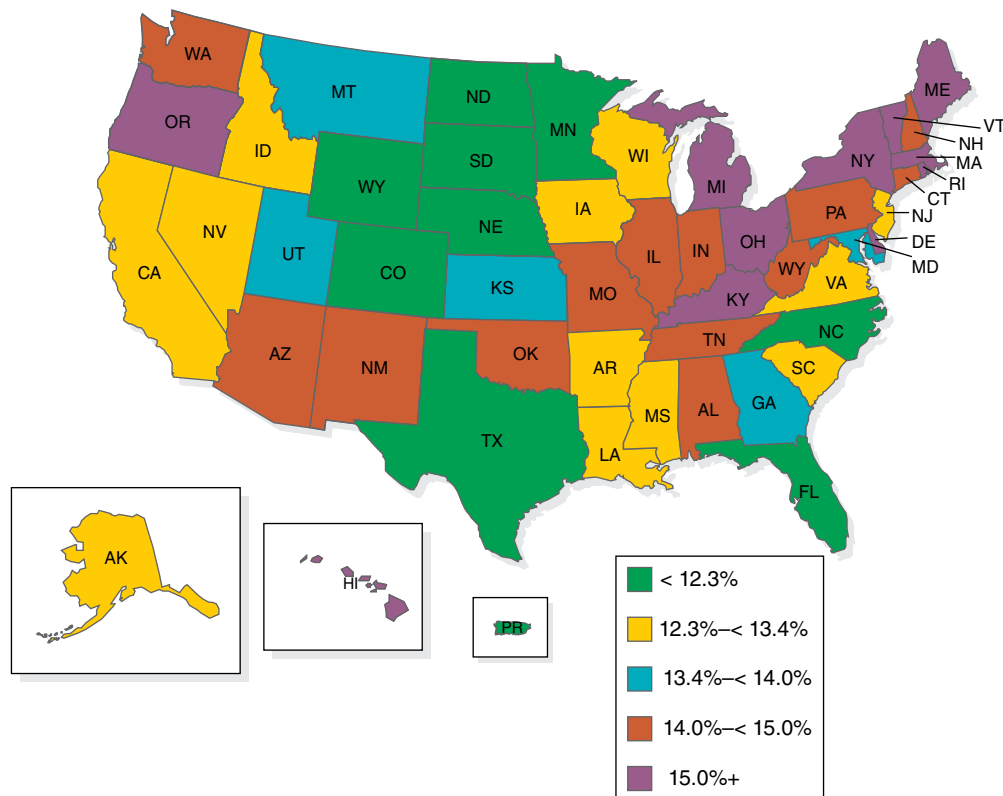 WA
MT
ND
MN
ME
OR
ID
VT
NH
WY
SD
WI
MI
NY
MA
RI
CT
NE
IA
PA
NJ
NV
UT
CO
IL
IN
OH
DE
MD
CA
KS
MO
WY
VA
KY
AZ
NM
OK
TN
NC
AR
SC
TX
MS
AL
GA
LA
FL
AK
HI
PR
< 12.3%
12.3%–< 13.4%
13.4%–< 14.0%
14.0%–< 15.0%
15.0%+